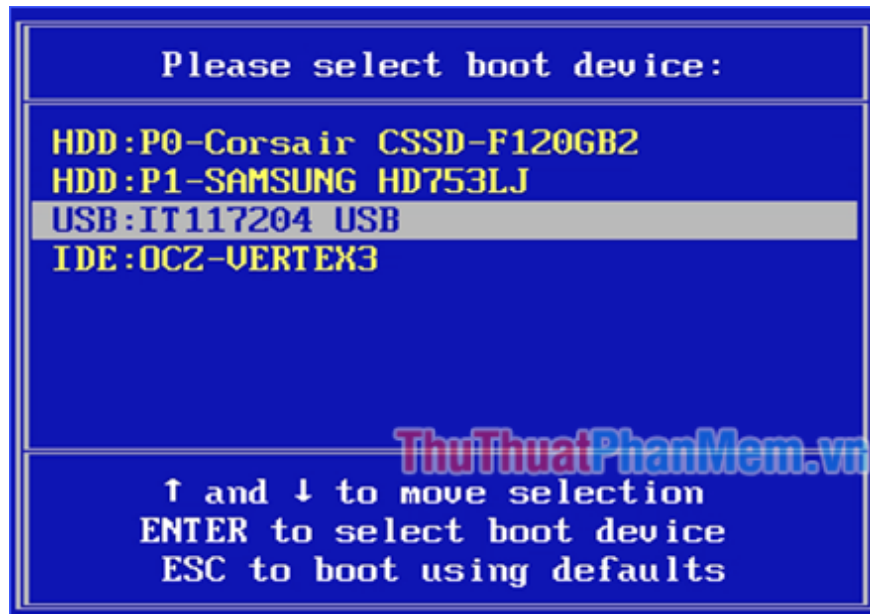 Please select boot device:
HDD:P0-Corsair CSSD-F120GB2
HDD:P1-SAMSUNG HD753LJ
USB:IT117204 USB
IDE:OCZ-VERTEX3
ThuThuatPhanMem.vn
↑ and ↓ to move selection
ENTER to select boot device
ESC to boot using defaults